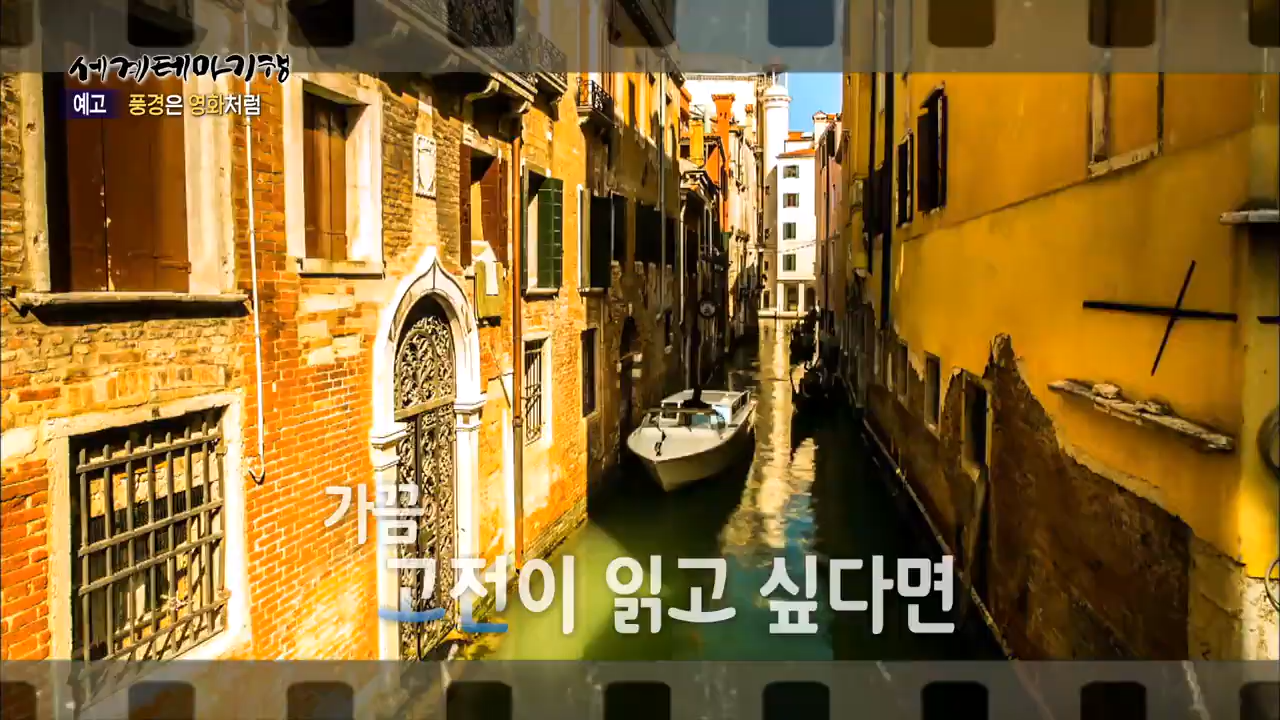 세계테마기행
예고 풍경은 영화처럼
가끔
고전이 읽고 싶다면